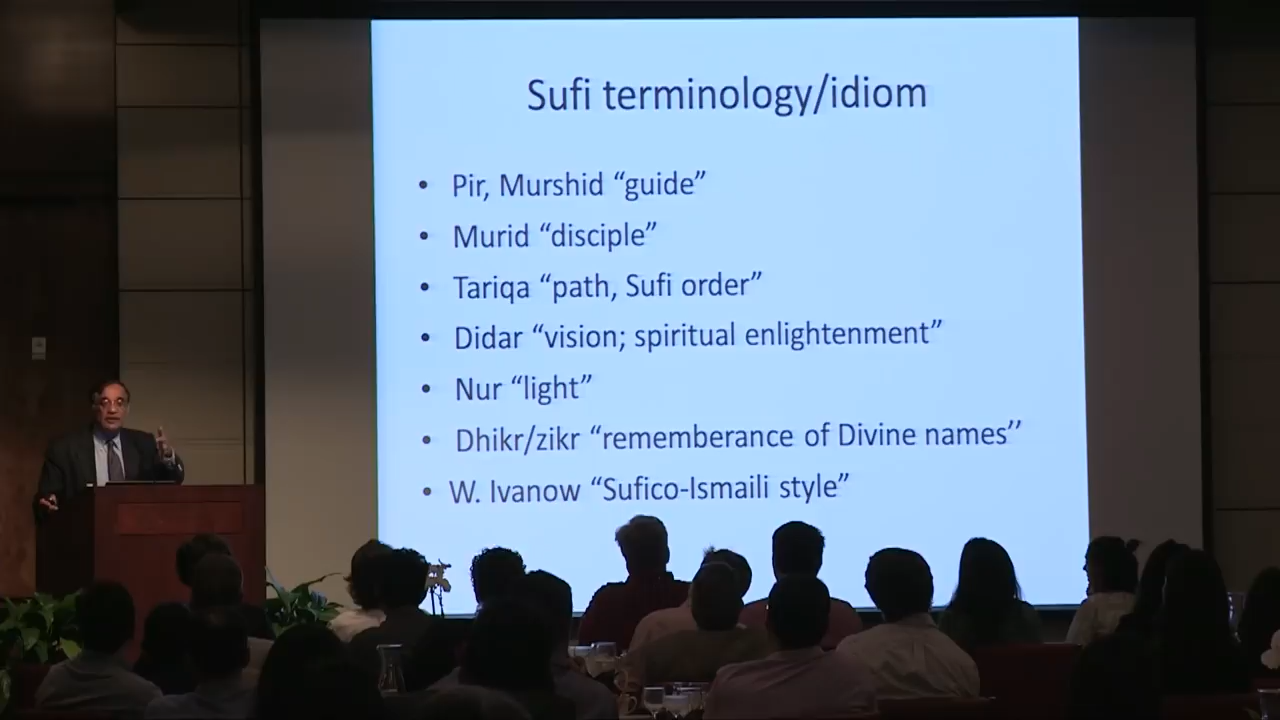 Sufi terminology/idiom
• Pir, Murshid “guide”
• Murid “disciple”
• Tariqa “path, Sufi order”
• Didar “vision; spiritual enlightenment”
• Nur “light”
• Dhikr/zikr “rememberance of Divine names’’
• W. Ivanow “Sufico-Ismaili style”